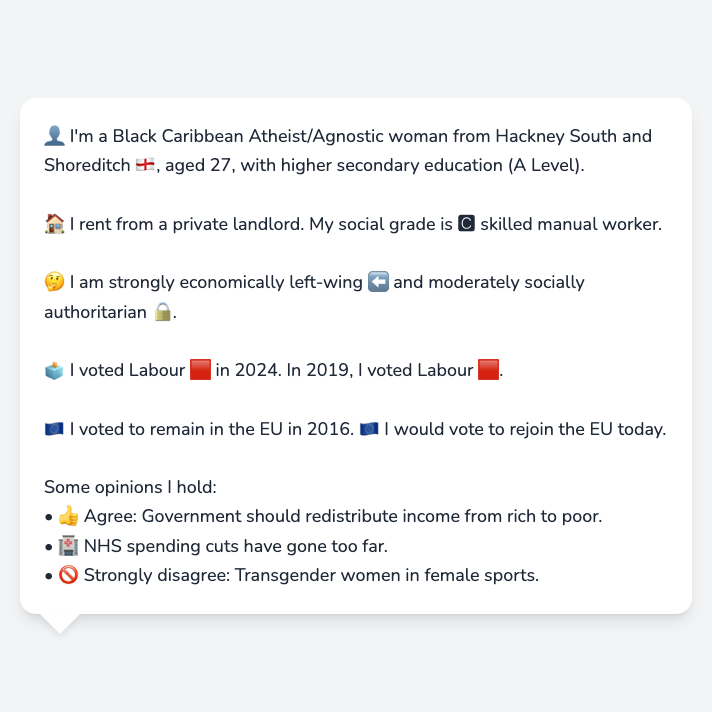 👤 I'm a Black Caribbean Atheist/Agnostic woman from Hackney South and
Shoreditch 🏴󠁧󠁢󠁥󠁮󠁧󠁿, aged 27, with higher secondary education (A Level).
🏠 I rent from a private landlord. My social grade is 🅲 skilled manual worker.
🤔 I am strongly economically left-wing ⬅️ and moderately socially
authoritarian 🔒.
🗳️ I voted Labour 🟥 in 2024. In 2019, I voted Labour 🟥.
🇪🇺 I voted to remain in the EU in 2016. 🇪🇺 I would vote to rejoin the EU today.
Some opinions I hold:
• 👍 Agree: Government should redistribute income from rich to poor.
• 🏥 NHS spending cuts have gone too far.
• 🚫 Strongly disagree: Transgender women in female sports.